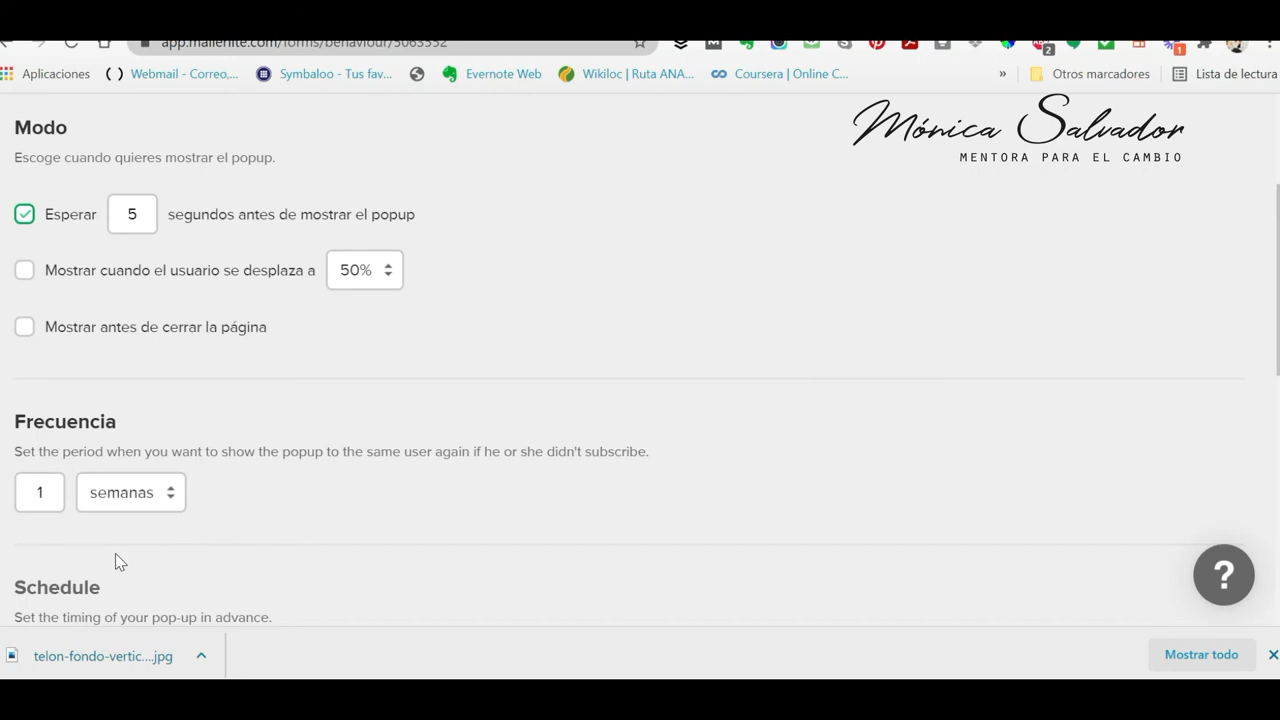 app.mailerlite.com/forms/behaviour/5063552
2
1
Aplicaciones
Webmail - Correo,...
Symbaloo - Tus fav...
Evernote Web
Wikiloc | Ruta ANA...
Coursera | Online C...
»
Otros marcadores
Lista de lectura
Mónica Salvador
MENTORA PARA EL CAMBIO
Modo
Escoge cuando quieres mostrar el popup.
Esperar 5 segundos antes de mostrar el popup
Mostrar cuando el usuario se desplaza a 50%
Mostrar antes de cerrar la página
Frecuencia
Set the period when you want to show the popup to the same user again if he or she didn't subscribe.
1 semanas
Schedule
Set the timing of your pop-up in advance.
?
telon-fondo-vertic....jpg
Mostrar todo